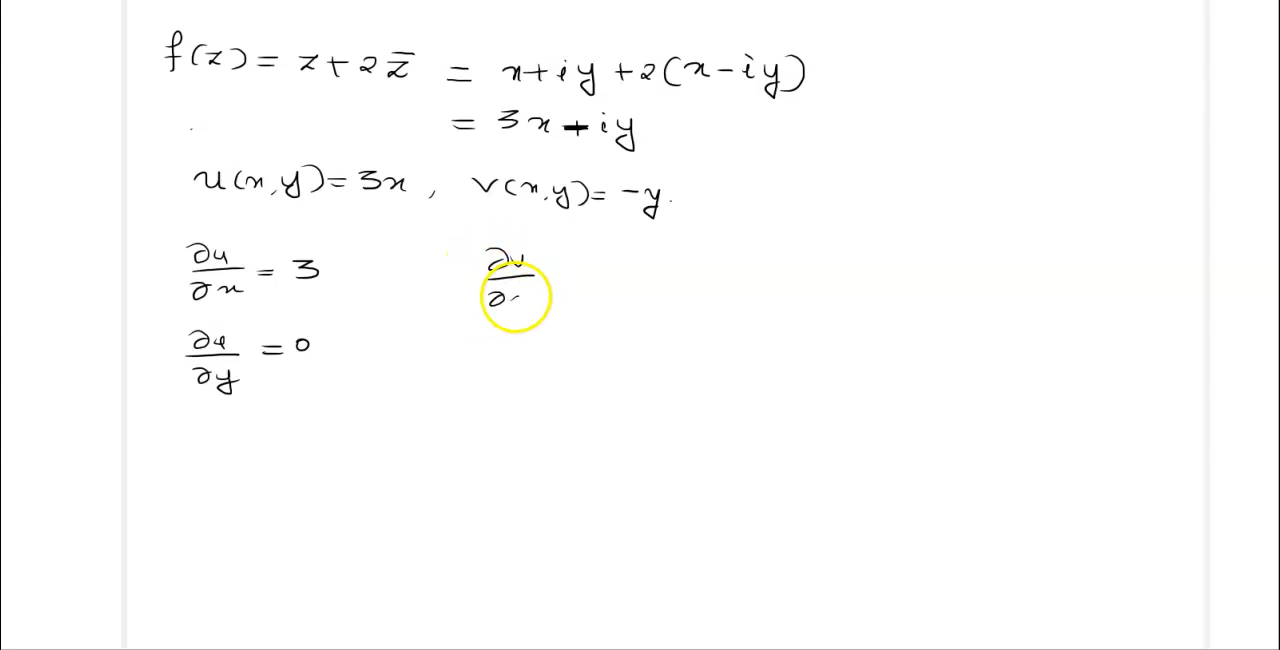 f(z) = z + 2z̄ = x + iy + 2(x - iy)
= 3x - iy
u(x,y) = 3x , v(x,y) = -y.
∂u/∂x = 3 ∂v/∂
∂u/∂y = 0